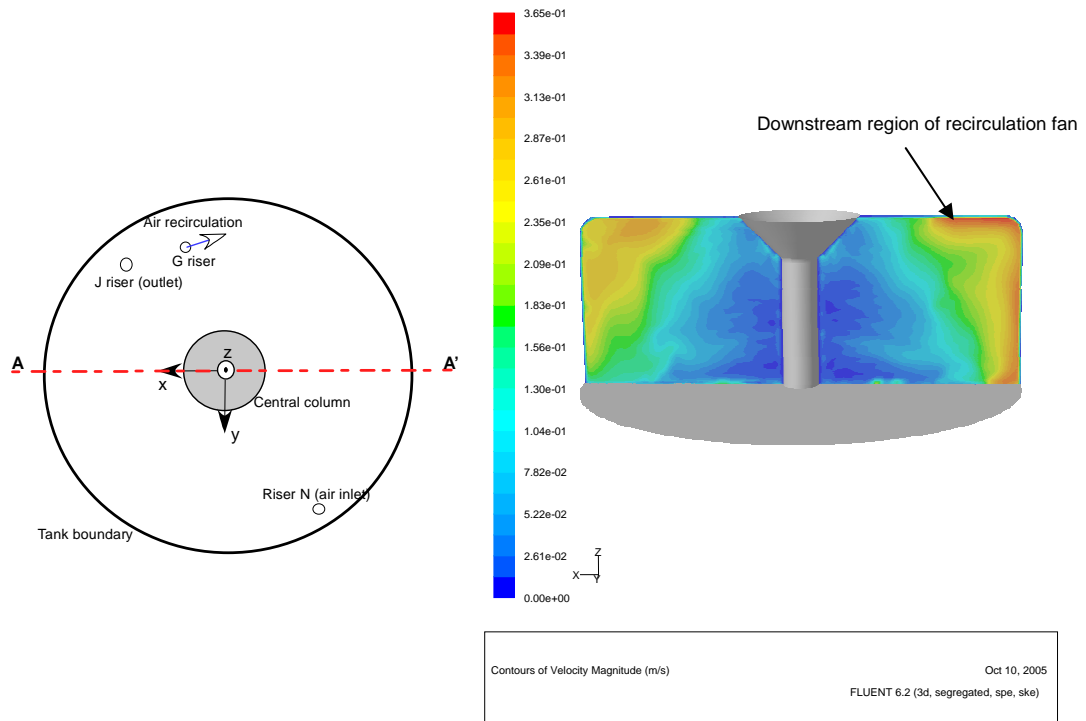 3.65e-01
3.39e-01
3.13e-01
2.87e-01
2.61e-01
2.35e-01
2.09e-01
1.83e-01
1.56e-01
1.30e-01
1.04e-01
7.82e-02
5.22e-02
2.61e-02
0.00e+00
Downstream region of recirculation fan
Air recirculation
G riser
J riser (outlet)
A
A'
z
x
Central column
y
Riser N (air inlet)
Tank boundary
Z
X
Y
Contours of Velocity Magnitude (m/s)
Oct 10, 2005
FLUENT 6.2 (3d, segregated, spe, ske)